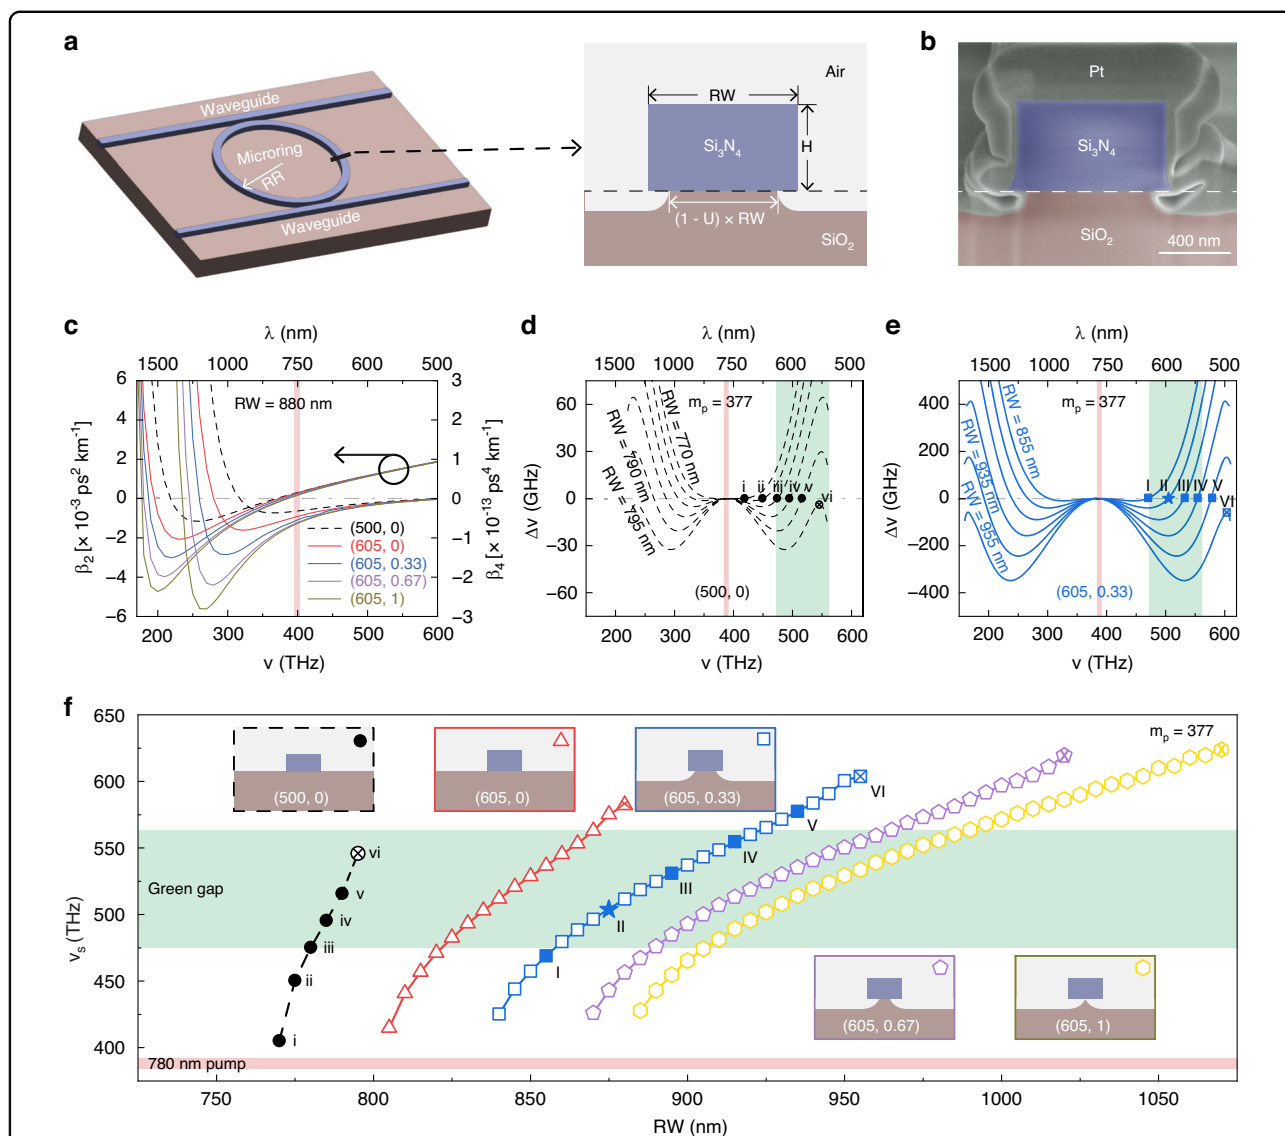 a
Waveguide
Microring
RR
Waveguide
Air
RW
Si3N4
H
(1 - U) × RW
SiO2
b
Pt
Si3N4
SiO2
400 nm
c
λ (nm)
1500 1000 750 600 500
RW = 880 nm
6
4
2
0
−2
−4
−6
β2 [× 10⁻³ ps² km⁻¹]
3
2
1
0
−1
−2
−3
β4 [× 10⁻¹³ ps⁴ km⁻¹]
(500, 0)
(605, 0)
(605, 0.33)
(605, 0.67)
(605, 1)
200 300 400 500 600
ν (THz)
d
λ (nm)
1500 1000 750 600 500
mp = 377
60
30
0
−30
−60
Δν (GHz)
RW = 770 nm
RW = 790 nm
RW = 795 nm
i ii iii iv v vi
(500, 0)
200 300 400 500 600
ν (THz)
e
λ (nm)
1500 1000 750 600 500
mp = 377
400
200
0
−200
−400
Δν (GHz)
RW = 855 nm
RW = 935 nm
RW = 955 nm
I II III IV V VI
(605, 0.33)
200 300 400 500 600
ν (THz)
f
650
600
550
500
450
400
νs (THz)
mp = 377
(500, 0)
(605, 0)
(605, 0.33)
VI
V
IV
III
II
I
vi
v
iv
iii
ii
i
Green gap
(605, 0.67)
(605, 1)
780 nm pump
750 800 850 900 950 1000 1050
RW (nm)